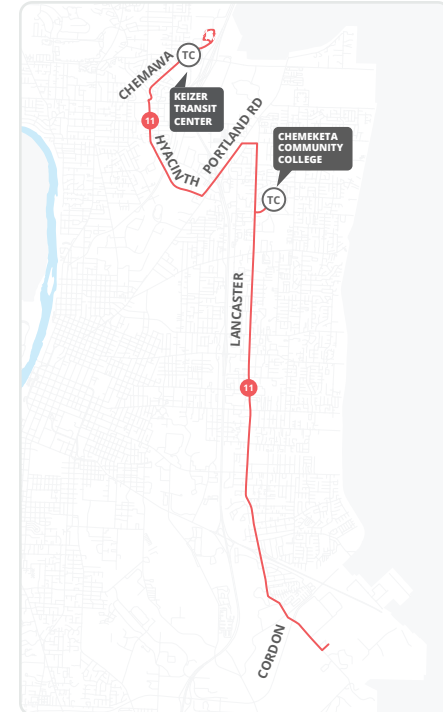 TC
CHEMAWA
KEIZER
TRANSIT
CENTER
11
HYACINTH
PORTLAND RD
CHEMEKETA
COMMUNITY
COLLEGE
TC
LANCASTER
11
CORDON